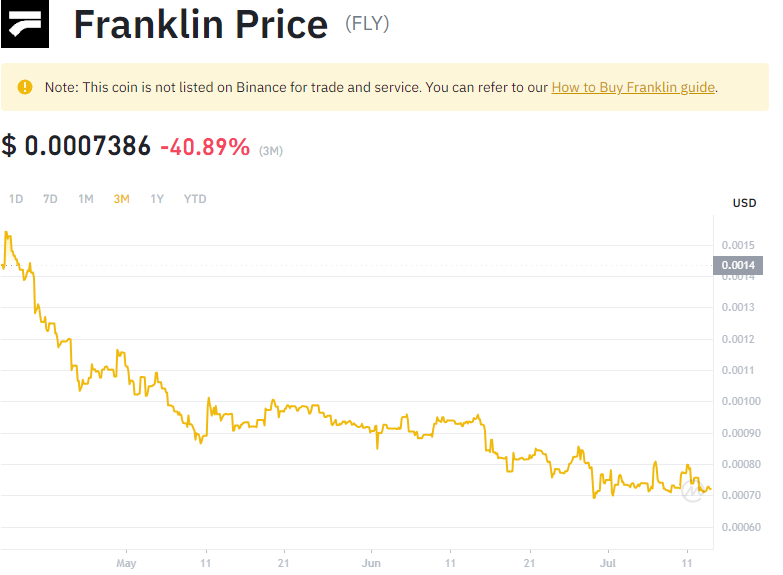 Franklin Price (FLY)
Note: This coin is not listed on Binance for trade and service. You can refer to our How to Buy Franklin guide.
$ 0.0007386 -40.89% (3M)
1D 7D 1M 3M 1Y YTD
USD
0.0015
0.0014
0.0014
0.0013
0.0012
0.0011
0.00100
0.00090
0.00080
0.00070
0.00060
May 11 21 Jun 11 21 Jul 11